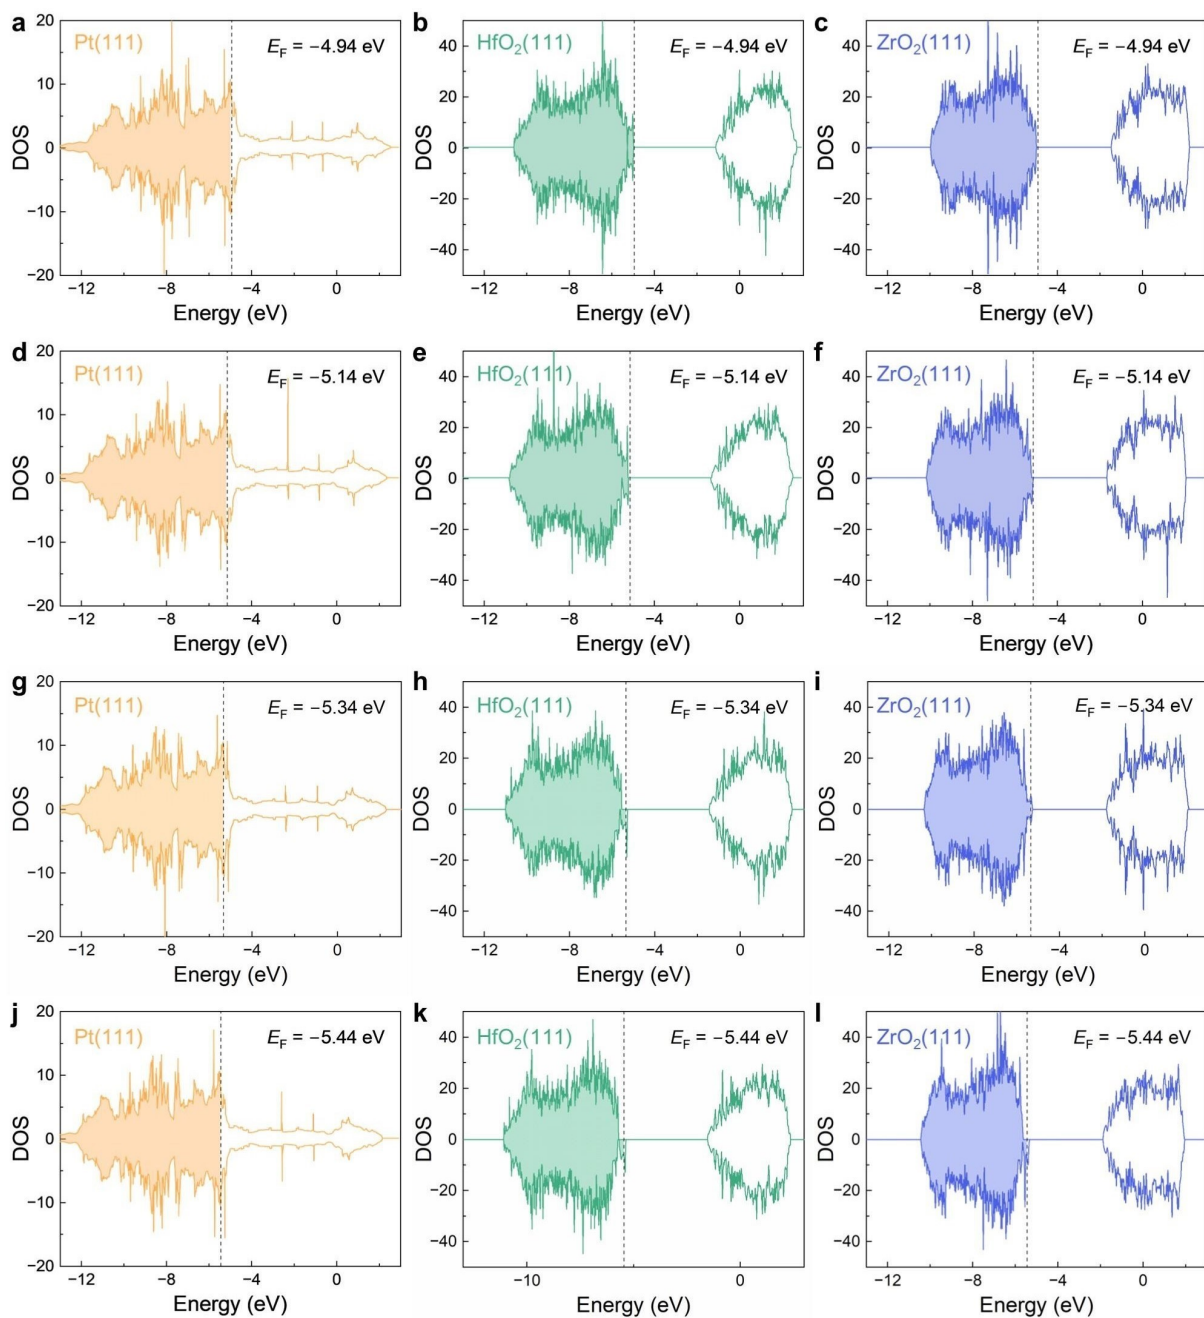 a
Pt(111)
E_F = −4.94 eV
20
10
0
−10
−20
DOS
−12
−8
−4
0
Energy (eV)
b
HfO₂(111)
E_F = −4.94 eV
40
20
0
−20
−40
DOS
−12
−8
−4
0
Energy (eV)
c
ZrO₂(111)
E_F = −4.94 eV
40
20
0
−20
−40
DOS
−12
−8
−4
0
Energy (eV)
d
Pt(111)
E_F = −5.14 eV
20
10
0
−10
−20
DOS
−12
−8
−4
0
Energy (eV)
e
HfO₂(111)
E_F = −5.14 eV
40
20
0
−20
−40
DOS
−12
−8
−4
0
Energy (eV)
f
ZrO₂(111)
E_F = −5.14 eV
40
20
0
−20
−40
DOS
−12
−8
−4
0
Energy (eV)
g
Pt(111)
E_F = −5.34 eV
20
10
0
−10
−20
DOS
−12
−8
−4
0
Energy (eV)
h
HfO₂(111)
E_F = −5.34 eV
40
20
0
−20
−40
DOS
−12
−8
−4
0
Energy (eV)
i
ZrO₂(111)
E_F = −5.34 eV
40
20
0
−20
−40
DOS
−12
−8
−4
0
Energy (eV)
j
Pt(111)
E_F = −5.44 eV
20
10
0
−10
−20
DOS
−12
−8
−4
0
Energy (eV)
k
HfO₂(111)
E_F = −5.44 eV
40
20
0
−20
−40
DOS
−10
0
Energy (eV)
l
ZrO₂(111)
E_F = −5.44 eV
40
20
0
−20
−40
DOS
−12
−8
−4
0
Energy (eV)